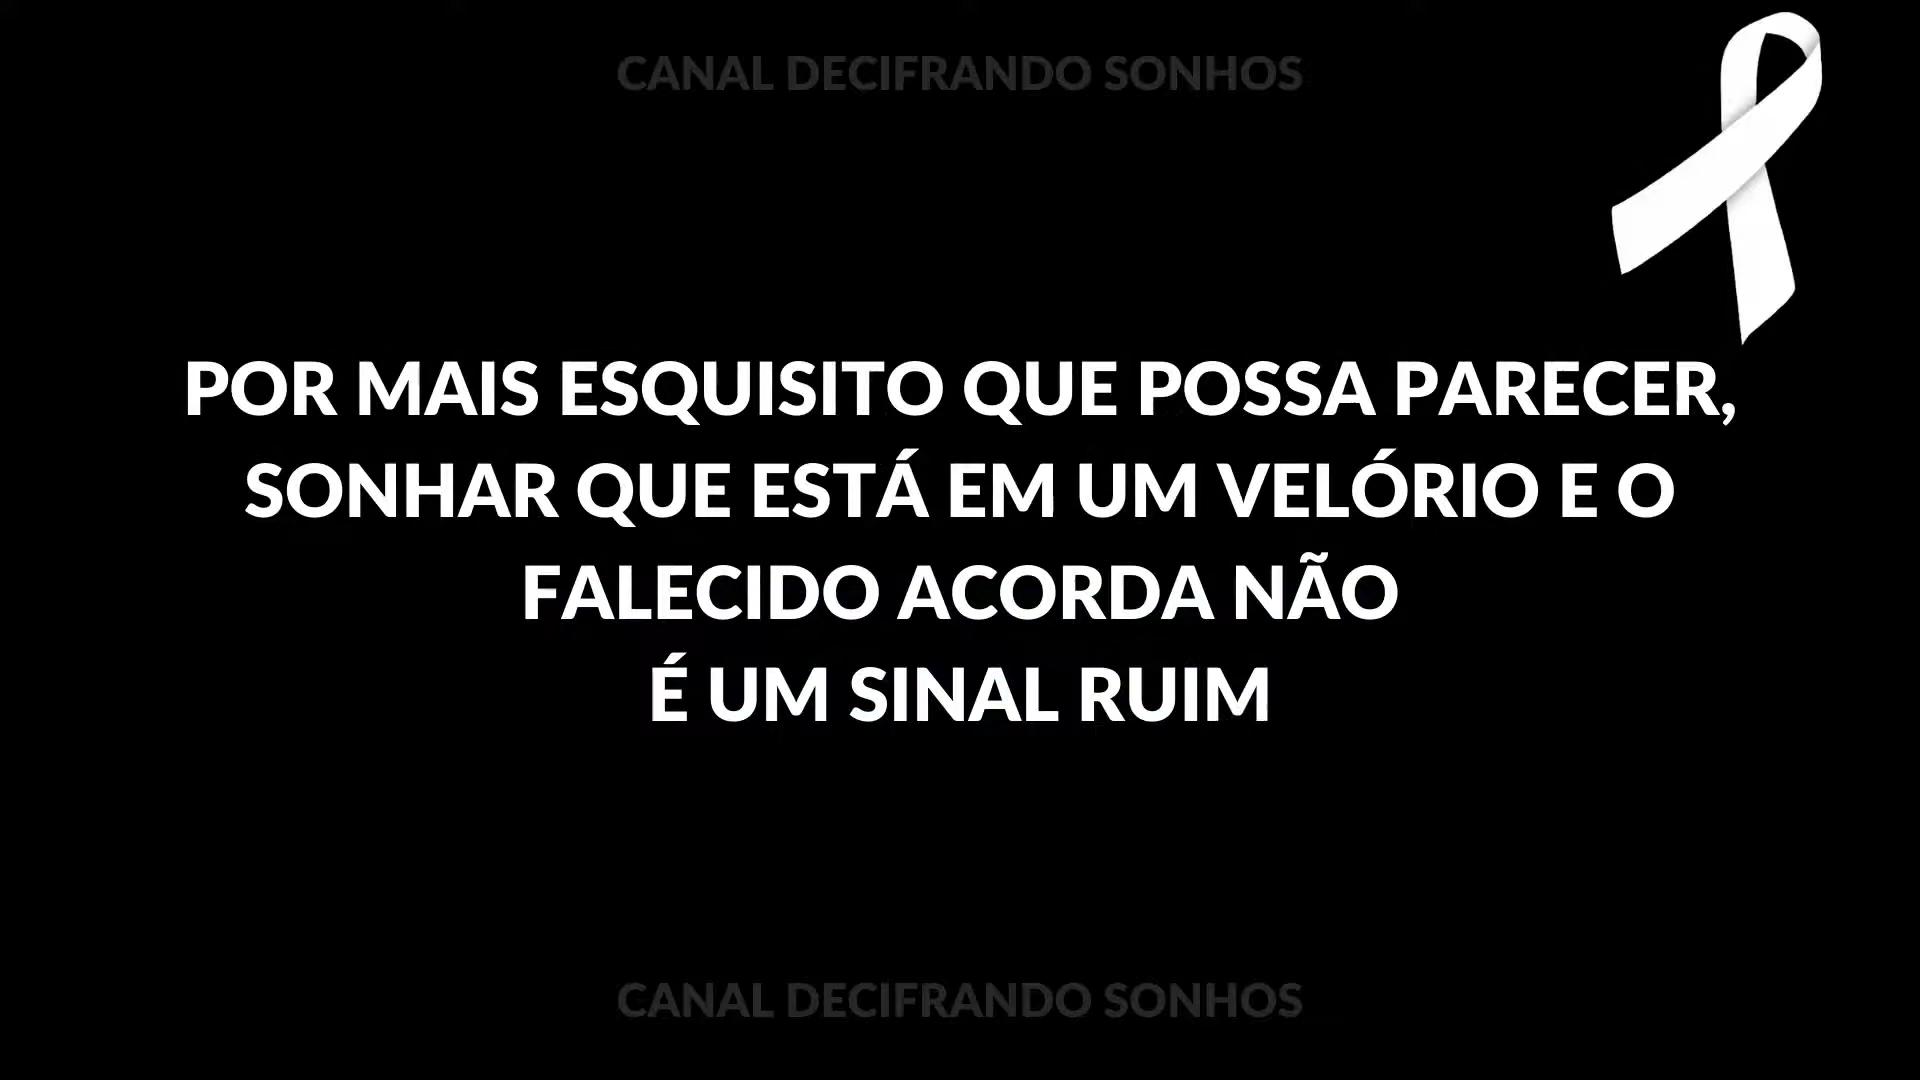 CANAL DECIFRANDO SONHOS
POR MAIS ESQUISITO QUE POSSA PARECER,
SONHAR QUE ESTÁ EM UM VELÓRIO E O
FALECIDO ACORDA NÃO
É UM SINAL RUIM
CANAL DECIFRANDO SONHOS